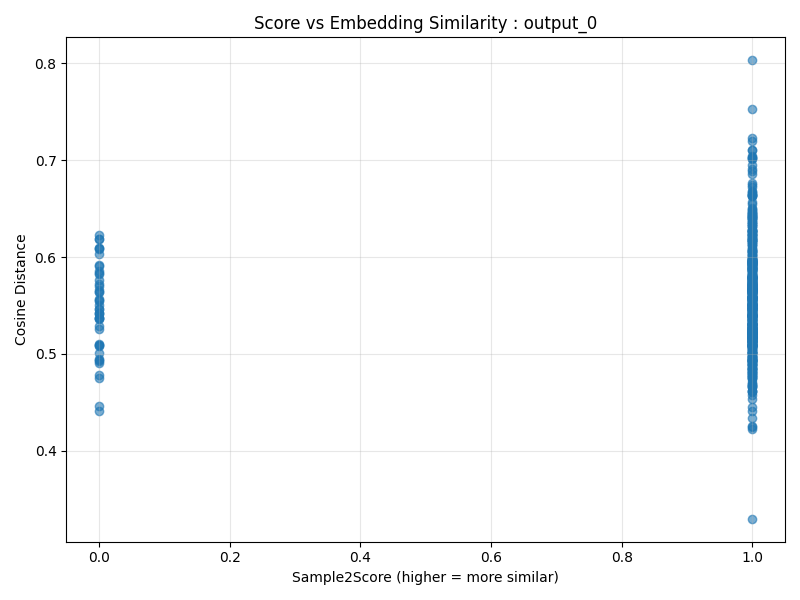 Score vs Embedding Similarity : output_0
Cosine Distance
0.8
0.7
0.6
0.5
0.4
0.0 0.2 0.4 0.6 0.8 1.0
Sample2Score (higher = more similar)